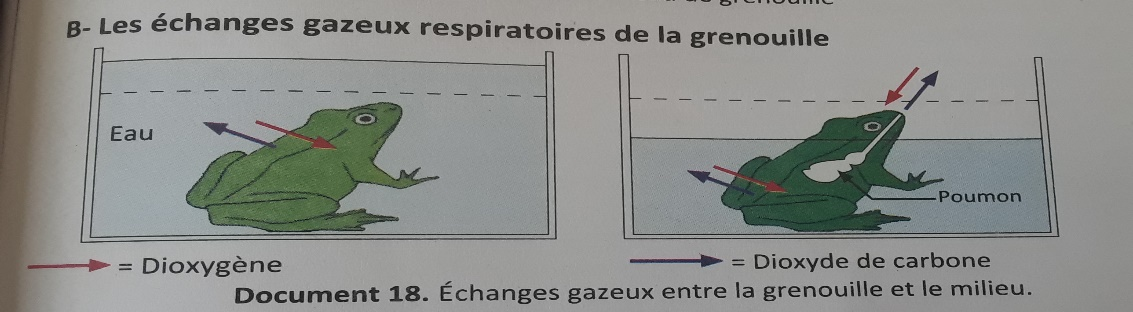 B- Les échanges gazeux respiratoires de la grenouille
Eau
Poumon
= Dioxygène
= Dioxyde de carbone
Document 18. Échanges gazeux entre la grenouille et le milieu.